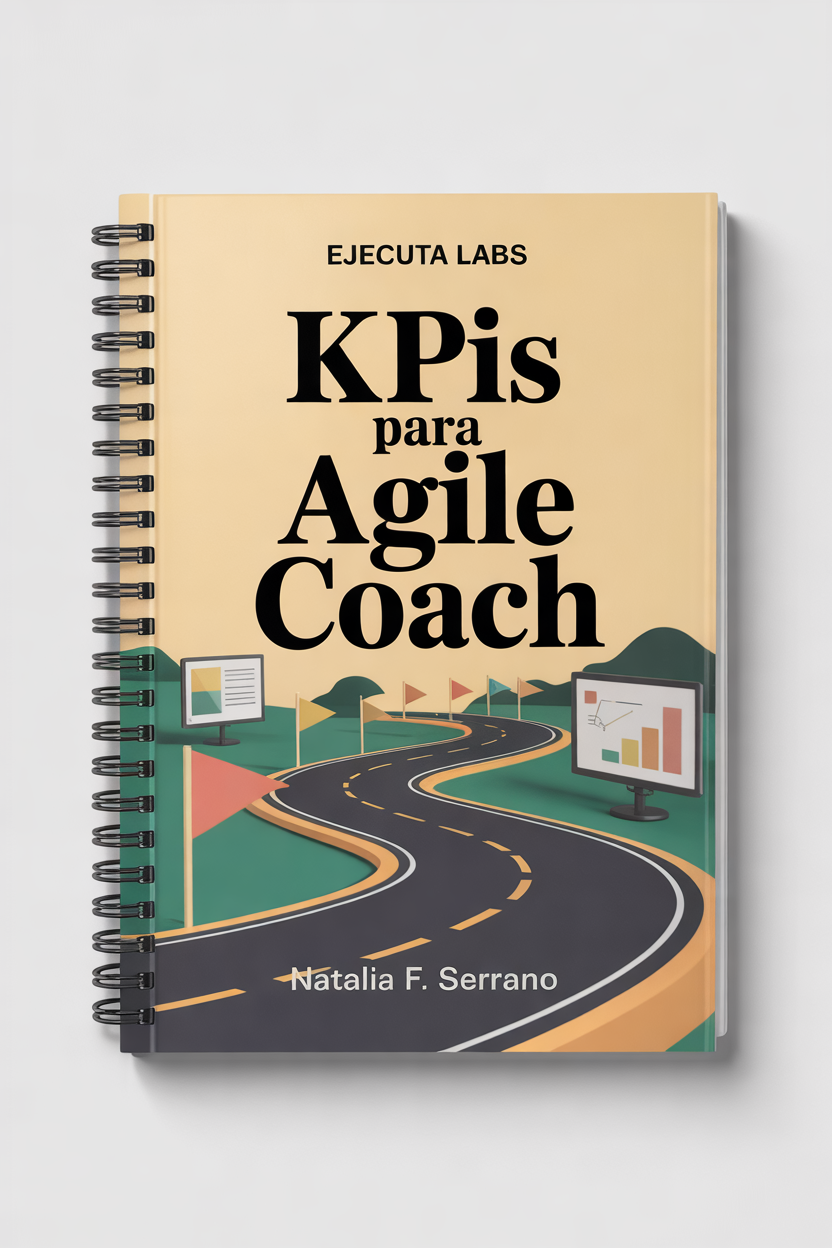 EJECUTA LABS
KPis
para
Agile
Coach
Natalia F. Serrano